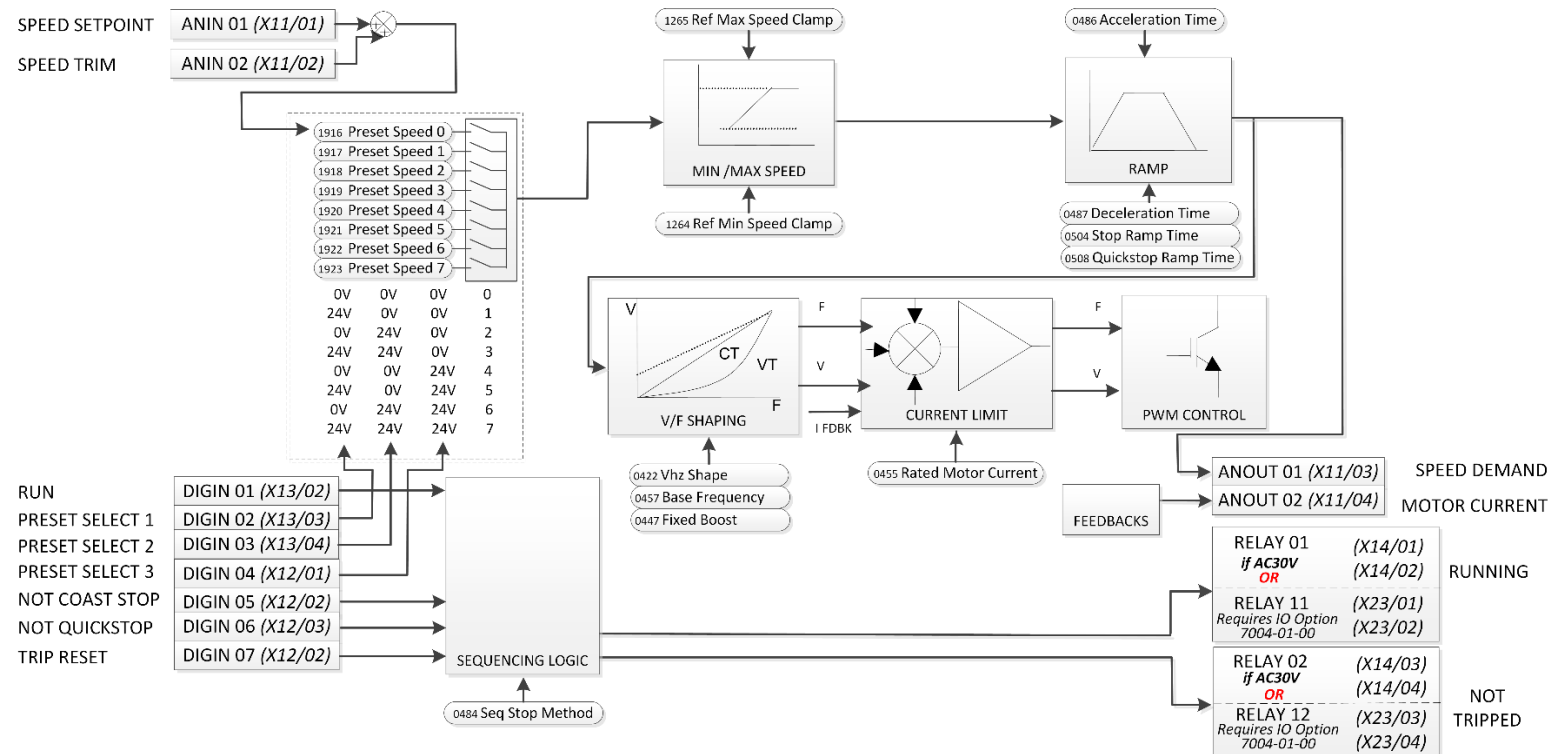 SPEED SETPOINT
ANIN 01 (X11/01)
SPEED TRIM
ANIN 02 (X11/02)
+
+
1916 Preset Speed 0
1917 Preset Speed 1
1918 Preset Speed 2
1919 Preset Speed 3
1920 Preset Speed 4
1921 Preset Speed 5
1922 Preset Speed 6
1923 Preset Speed 7
0V 0V 0V 0
24V 0V 0V 1
0V 24V 0V 2
24V 24V 0V 3
0V 0V 24V 4
24V 0V 24V 5
0V 24V 24V 6
24V 24V 24V 7
1265 Ref Max Speed Clamp
MIN /MAX SPEED
1264 Ref Min Speed Clamp
0486 Acceleration Time
RAMP
0487 Deceleration Time
0504 Stop Ramp Time
0508 Quickstop Ramp Time
V
CT
VT
F
V/F SHAPING
0422 Vhz Shape
0457 Base Frequency
0447 Fixed Boost
F
V
I FDBK
CURRENT LIMIT
0455 Rated Motor Current
F
V
PWM CONTROL
RUN
DIGIN 01 (X13/02)
PRESET SELECT 1
DIGIN 02 (X13/03)
PRESET SELECT 2
DIGIN 03 (X13/04)
PRESET SELECT 3
DIGIN 04 (X12/01)
NOT COAST STOP
DIGIN 05 (X12/02)
NOT QUICKSTOP
DIGIN 06 (X12/03)
TRIP RESET
DIGIN 07 (X12/02)
SEQUENCING LOGIC
0484 Seq Stop Method
FEEDBACKS
ANOUT 01 (X11/03)
SPEED DEMAND
ANOUT 02 (X11/04)
MOTOR CURRENT
RELAY 01 (X14/01)
if AC30V
OR
(X14/02)
RUNNING
RELAY 11 (X23/01)
Requires IO Option
7004-01-00
(X23/02)
RELAY 02 (X14/03)
if AC30V
OR
(X14/04)
NOT
TRIPPED
RELAY 12 (X23/03)
Requires IO Option
7004-01-00
(X23/04)